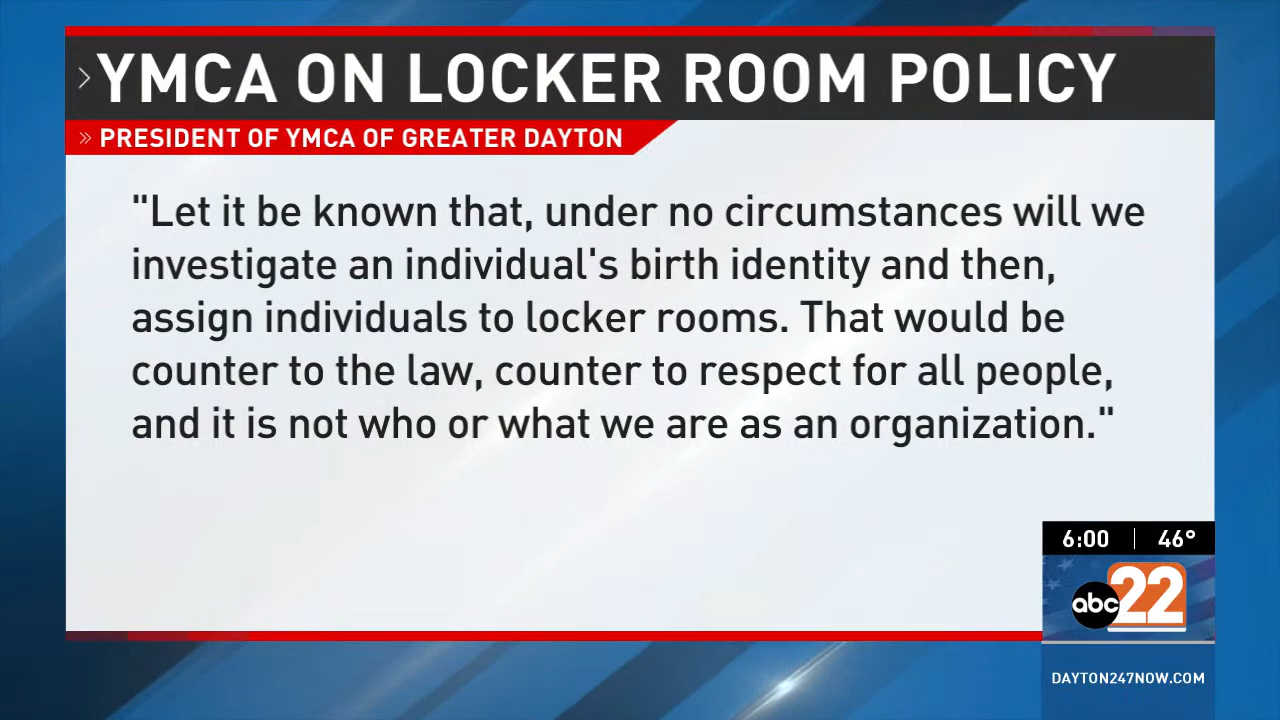 YMCA ON LOCKER ROOM POLICY
PRESIDENT OF YMCA OF GREATER DAYTON
"Let it be known that, under no circumstances will we
investigate an individual's birth identity and then,
assign individuals to locker rooms. That would be
counter to the law, counter to respect for all people,
and it is not who or what we are as an organization."
6:00 46°
abc 22
DAYTON247NOW.COM